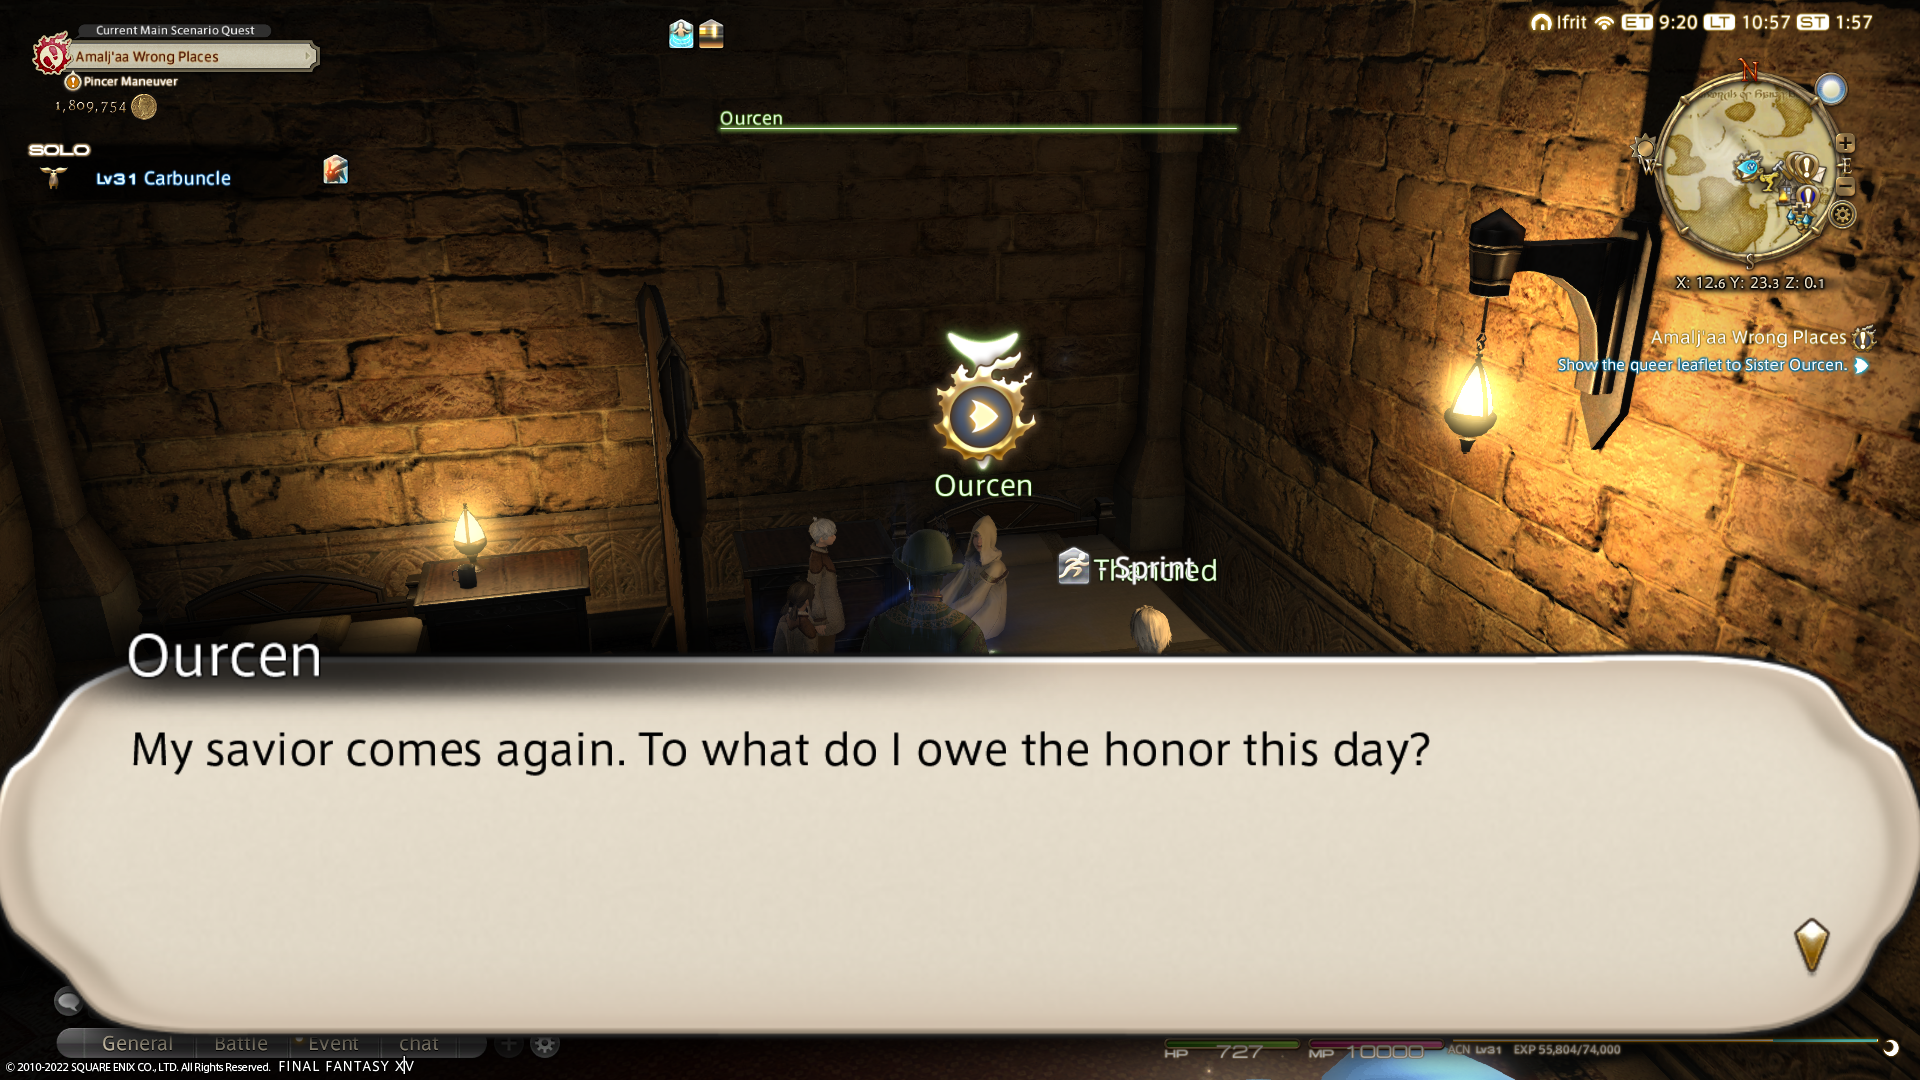 Current Main Scenario Quest
Amalj'aa Wrong Places
Pincer Maneuver
1,809,754
SOLO
Lv31 Carbuncle
Ourcen
Ifrit ET 9:20 LT 10:57 ST 1:57
N
W
E
S
X: 12.6 Y: 23.3 Z: 0.1
Amalj'aa Wrong Places
Show the queer leaflet to Sister Ourcen.
Ourcen
Thancred
Sprint
Ourcen
My savior comes again. To what do I owe the honor this day?
General Battle Event chat
HP 727 MP 10000 ACN Lv31 EXP 55,804/74,000
© 2010-2022 SQUARE ENIX CO., LTD. All Rights Reserved. FINAL FANTASY XIV